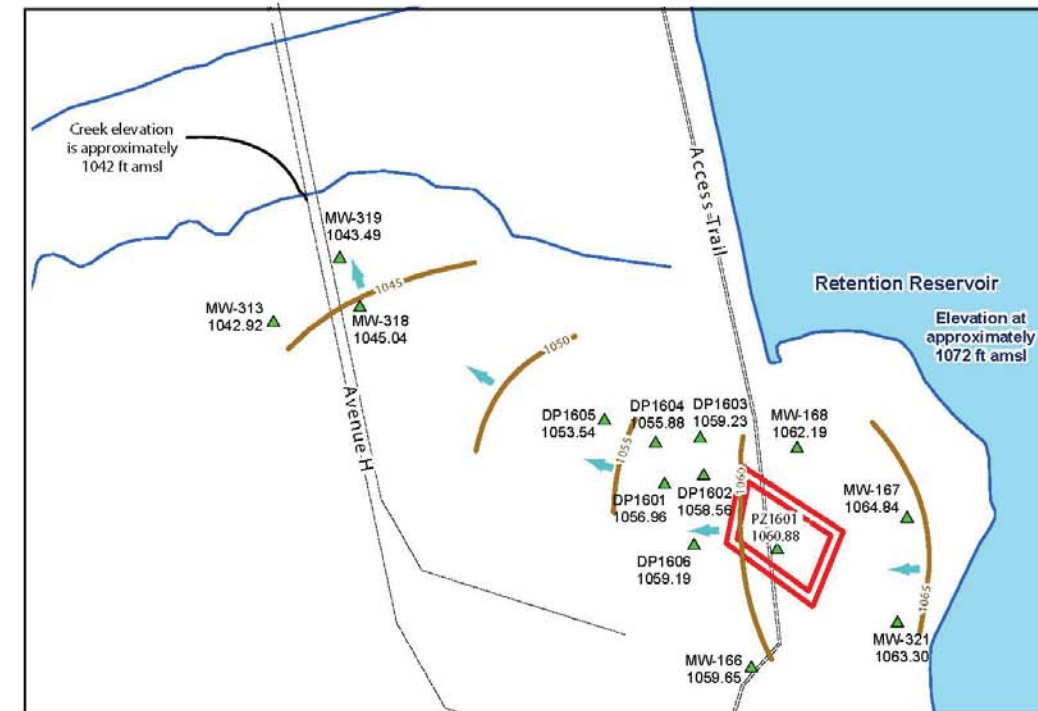 Creek elevation
is approximately
1042 ft amsl
MW-319
1043.49
MW-313
1042.92
1045
MW-318
1045.04
Avenue H
1050
Access Trail
Retention Reservoir
Elevation at
approximately
1072 ft amsl
DP1605
1053.54
DP1604
1055.88
DP1603
1059.23
MW-168
1062.19
1055
DP1601
1056.96
DP1602
1058.56
1060
PZ1601
1060.88
MW-167
1064.84
DP1606
1059.19
1065
MW-321
1063.30
MW-166
1059.65